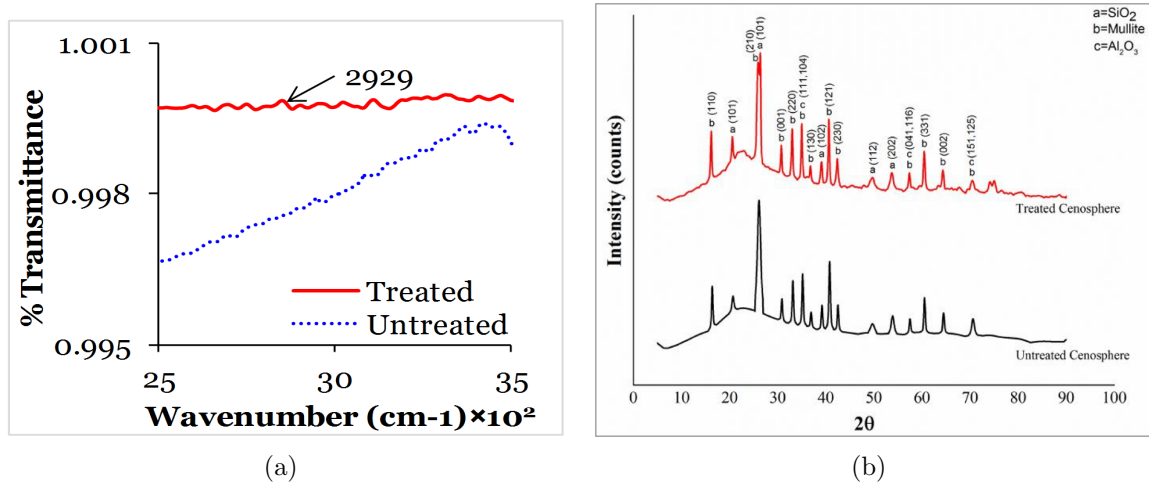 1.001
0.998
0.995
% Transmittance
2929
Treated
Untreated
25 30 35
Wavenumber (cm-1)×10²
(a)
a=SiO₂
b=Mullite
c=Al₂O₃
Intensity (counts)
b (110)
a (101)
b (210)
a (101)
b (001)
b (220)
b
c (111,104)
b (130)
a (102)
b (121)
b (230)
a (112)
a (202)
b
c (041,116)
b (331)
b (002)
b
c (151,125)
Treated Cenosphere
Untreated Cenosphere
0 10 20 30 40 50 60 70 80 90 100
2θ
(b)